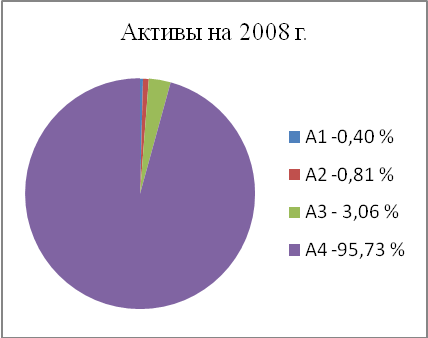 Активы на 2008 г.
А1 -0,40 %
А2 -0,81 %
А3 - 3,06 %
А4 -95,73 %